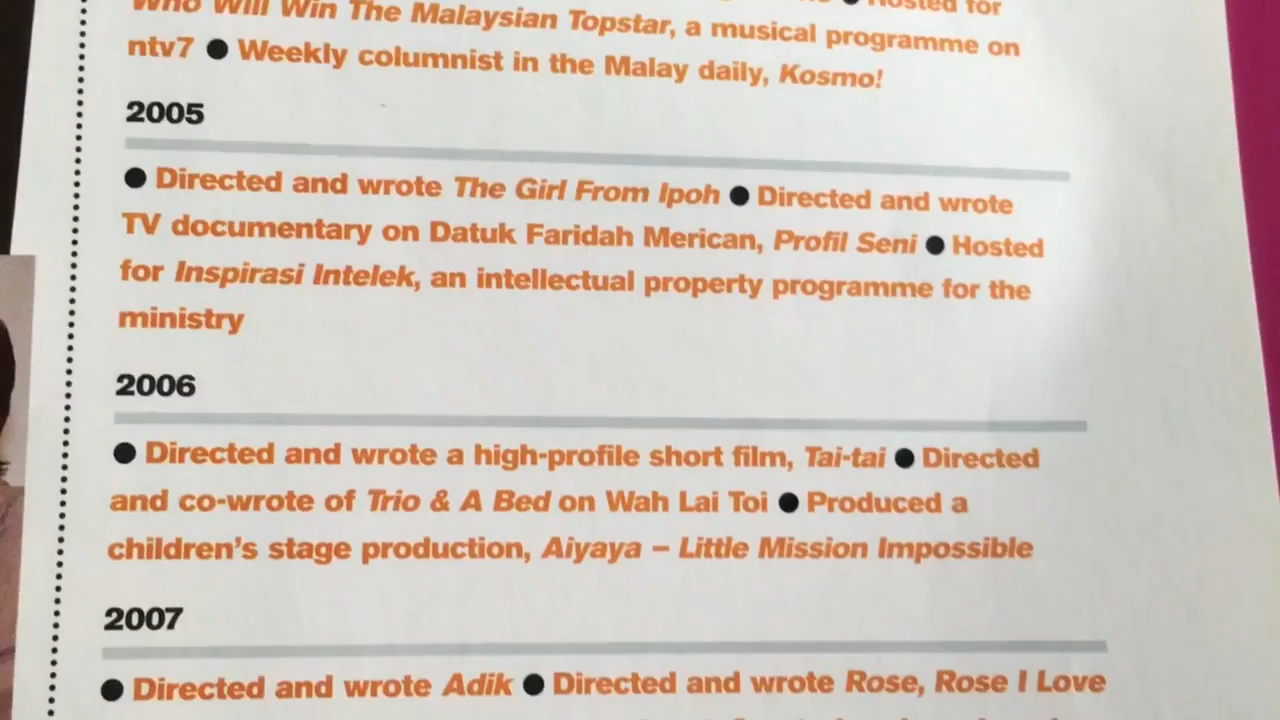 Hosted for
Who Will Win The Malaysian Topstar, a musical programme on
ntv7 ● Weekly columnist in the Malay daily, Kosmo!
2005
● Directed and wrote The Girl From Ipoh ● Directed and wrote
TV documentary on Datuk Faridah Merican, Profil Seni ● Hosted
for Inspirasi Intelek, an intellectual property programme for the
ministry
2006
● Directed and wrote a high-profile short film, Tai-tai ● Directed
and co-wrote of Trio & A Bed on Wah Lai Toi ● Produced a
children's stage production, Aiyaya – Little Mission Impossible
2007
● Directed and wrote Adik ● Directed and wrote Rose, Rose I Love